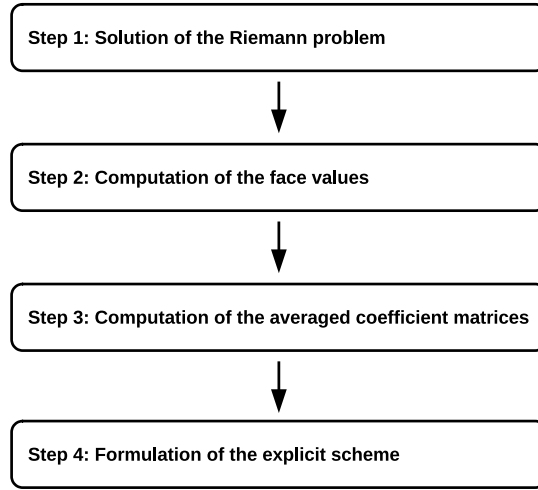 Step 1: Solution of the Riemann problem
Step 2: Computation of the face values
Step 3: Computation of the averaged coefficient matrices
Step 4: Formulation of the explicit scheme